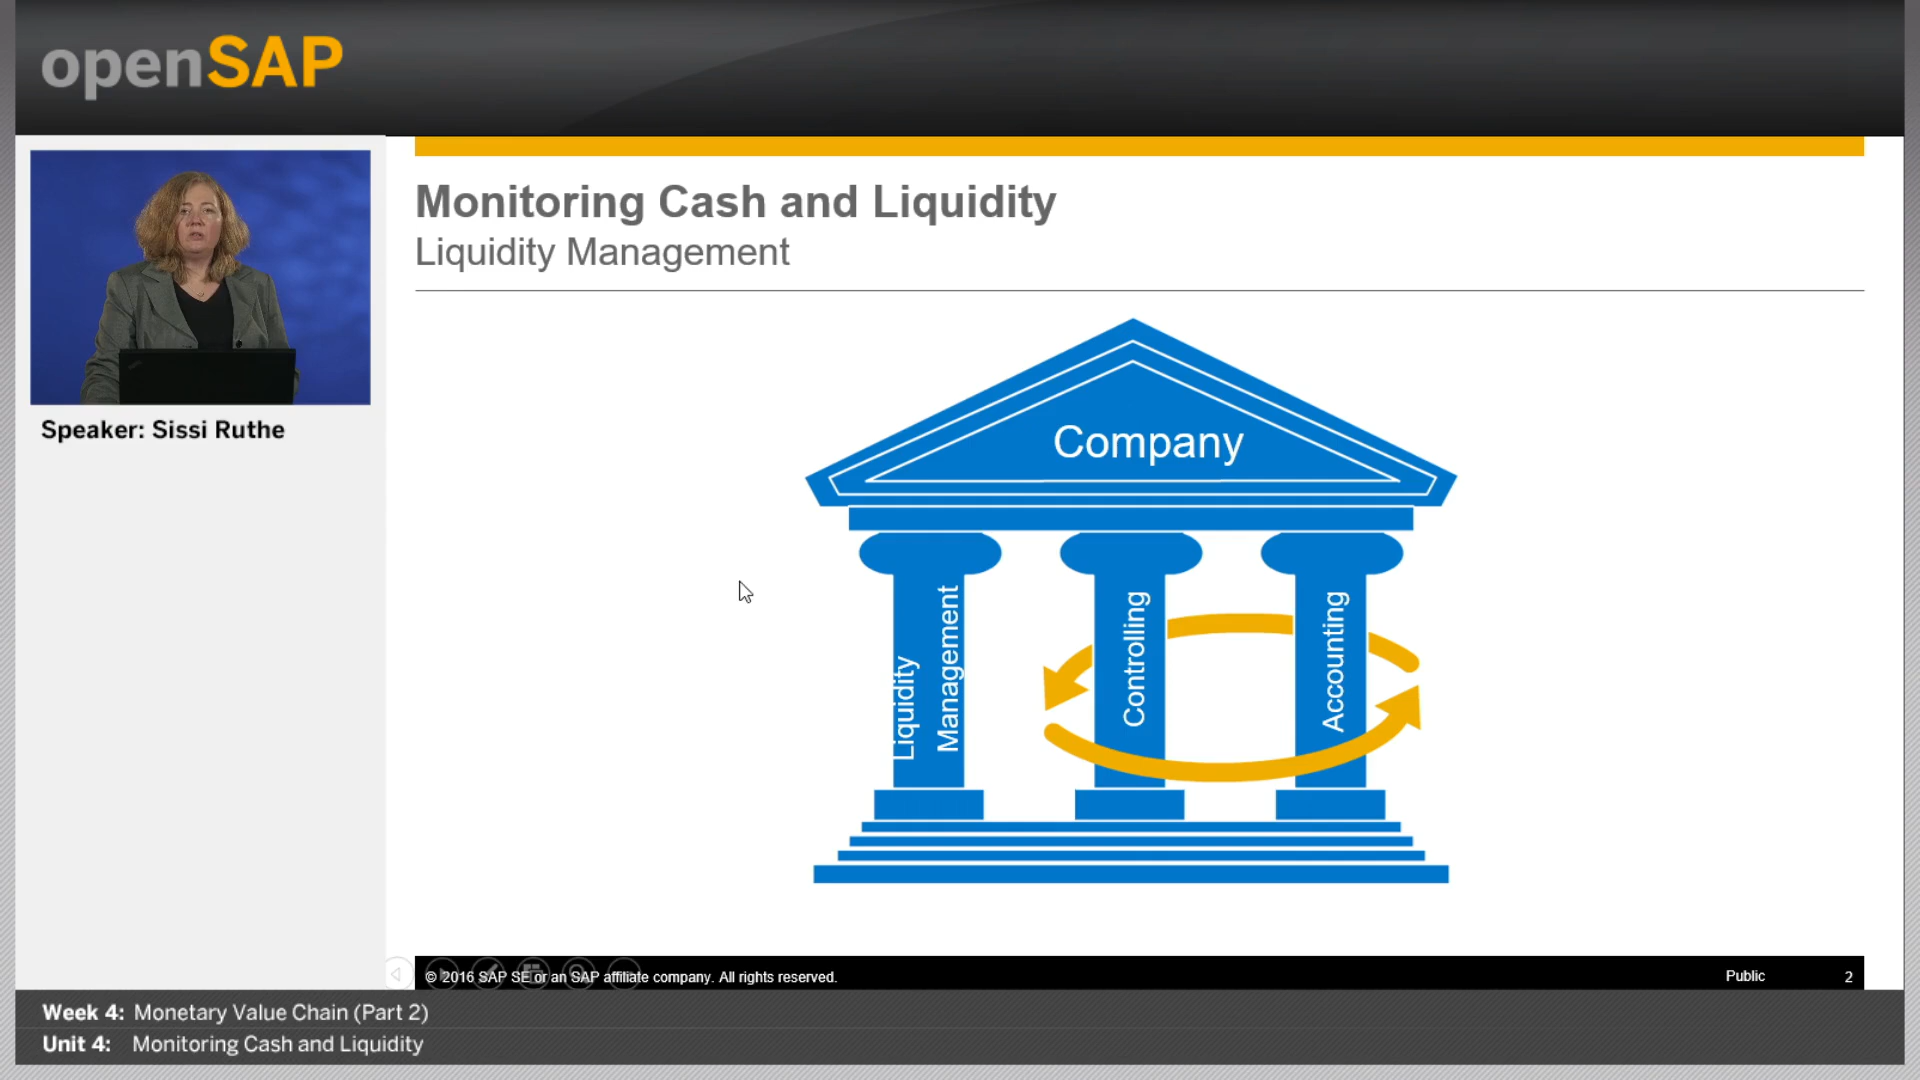 openSAP
Monitoring Cash and Liquidity
Liquidity Management
Speaker: Sissi Ruthe
Company
Liquidity
Management
Controlling
Accounting
© 2016 SAP SE or an SAP affiliate company. All rights reserved.
Public
2
Week 4: Monetary Value Chain (Part 2)
Unit 4: Monitoring Cash and Liquidity